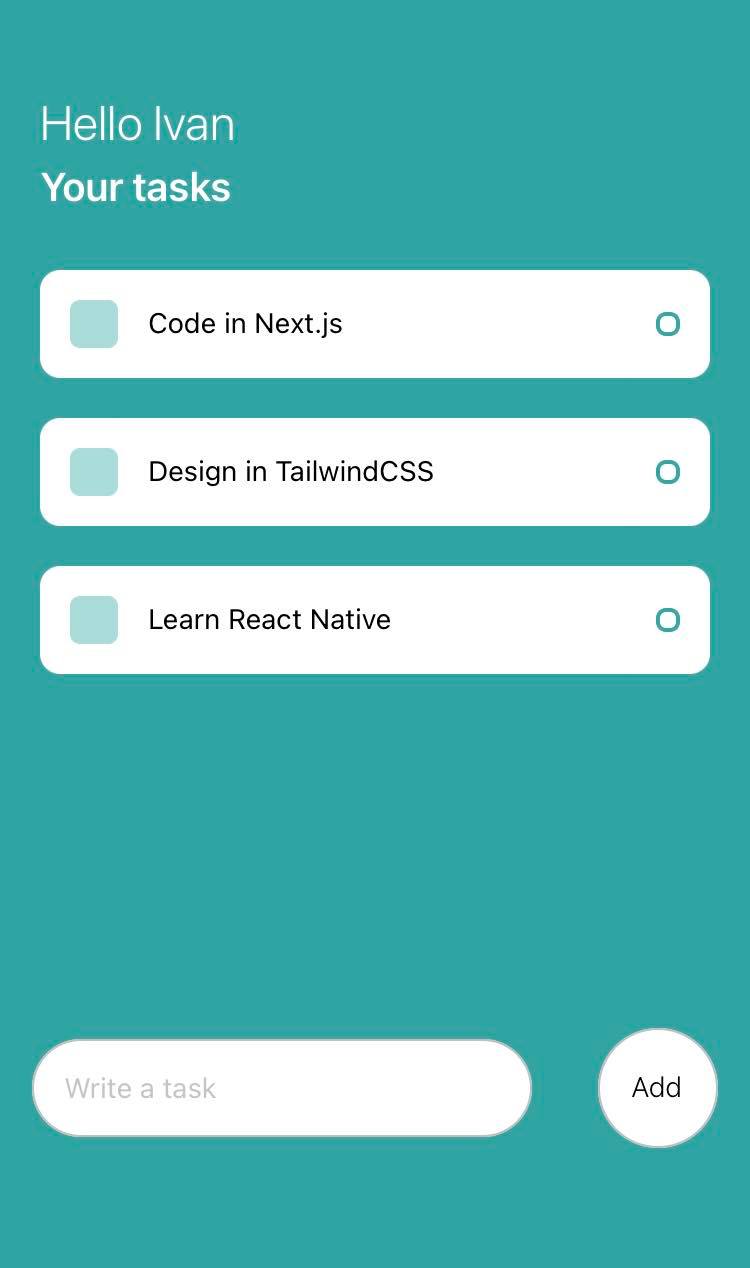 Hello Ivan
Your tasks
Code in Next.js
Design in TailwindCSS
Learn React Native
Write a task
Add